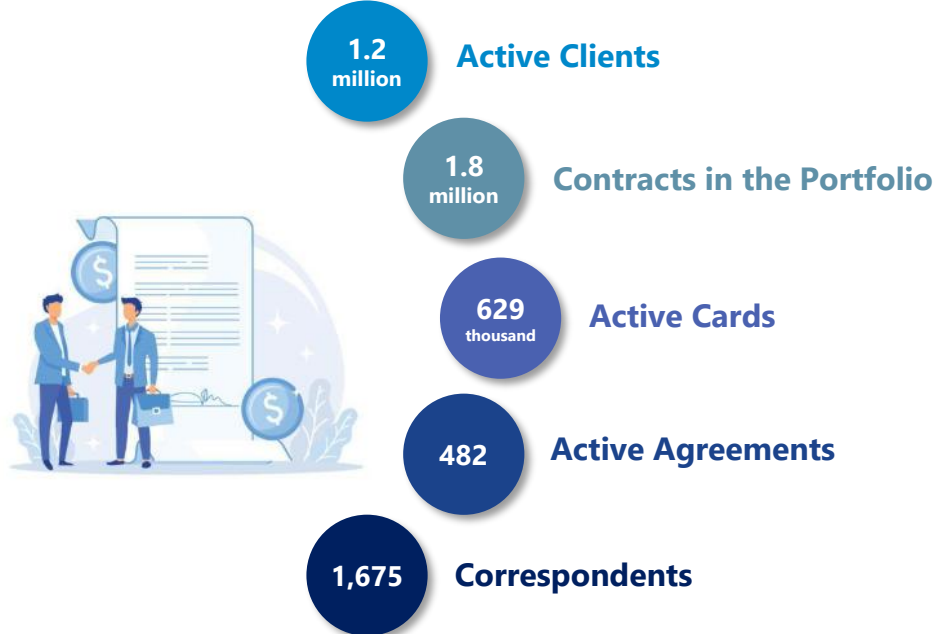 1.2
million
Active Clients
1.8
million
Contracts in the Portfolio
629
thousand
Active Cards
482
Active Agreements
1,675
Correspondents
$
$